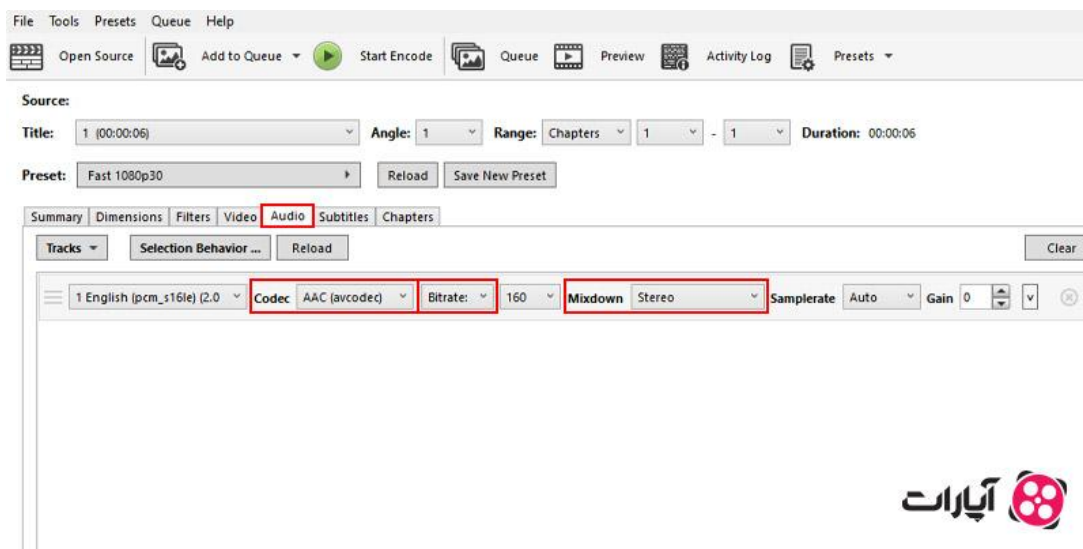 File Tools Presets Queue Help
Open Source Add to Queue Start Encode Queue Preview Activity Log Presets
Source:
Title: 1 (00:00:06) Angle: 1 Range: Chapters 1 - 1 Duration: 00:00:06
Preset: Fast 1080p30 Reload Save New Preset
Summary Dimensions Filters Video Audio Subtitles Chapters
Tracks Selection Behavior ... Reload Clear
1 English (pcm_s16le) (2.0 Codec AAC (avcodec) Bitrate: 160 Mixdown Stereo Samplerate Auto Gain 0 v
آپارات